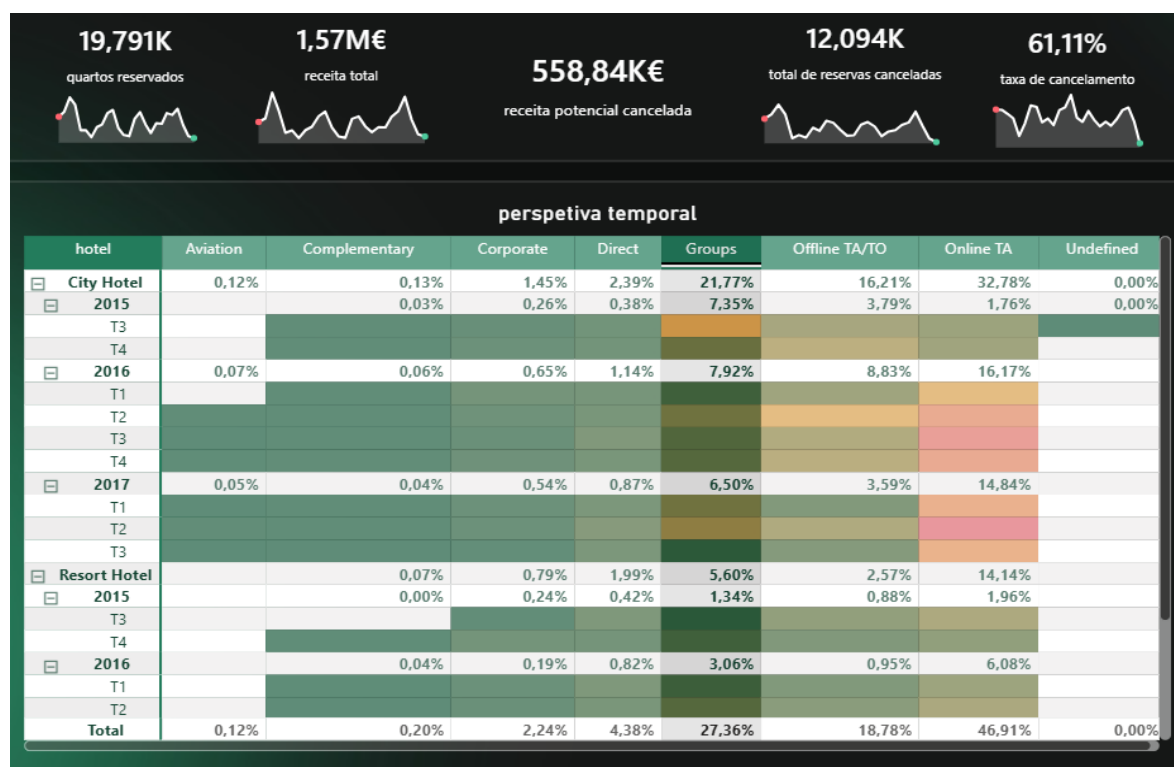 19,791K
quartos reservados
1,57M€
receita total
558,84K€
receita potencial cancelada
12,094K
total de reservas canceladas
61,11%
taxa de cancelamento
perspetiva temporal
hotel Aviation Complementary Corporate Direct Groups Offline TA/TO Online TA Undefined
City Hotel 0,12% 0,13% 1,45% 2,39% 21,77% 16,21% 32,78% 0,00%
2015 0,03% 0,26% 0,38% 7,35% 3,79% 1,76% 0,00%
T3
T4
2016 0,07% 0,06% 0,65% 1,14% 7,92% 8,83% 16,17%
T1
T2
T3
T4
2017 0,05% 0,04% 0,54% 0,87% 6,50% 3,59% 14,84%
T1
T2
T3
Resort Hotel 0,07% 0,79% 1,99% 5,60% 2,57% 14,14%
2015 0,00% 0,24% 0,42% 1,34% 0,88% 1,96%
T3
T4
2016 0,04% 0,19% 0,82% 3,06% 0,95% 6,08%
T1
T2
Total 0,12% 0,20% 2,24% 4,38% 27,36% 18,78% 46,91% 0,00%